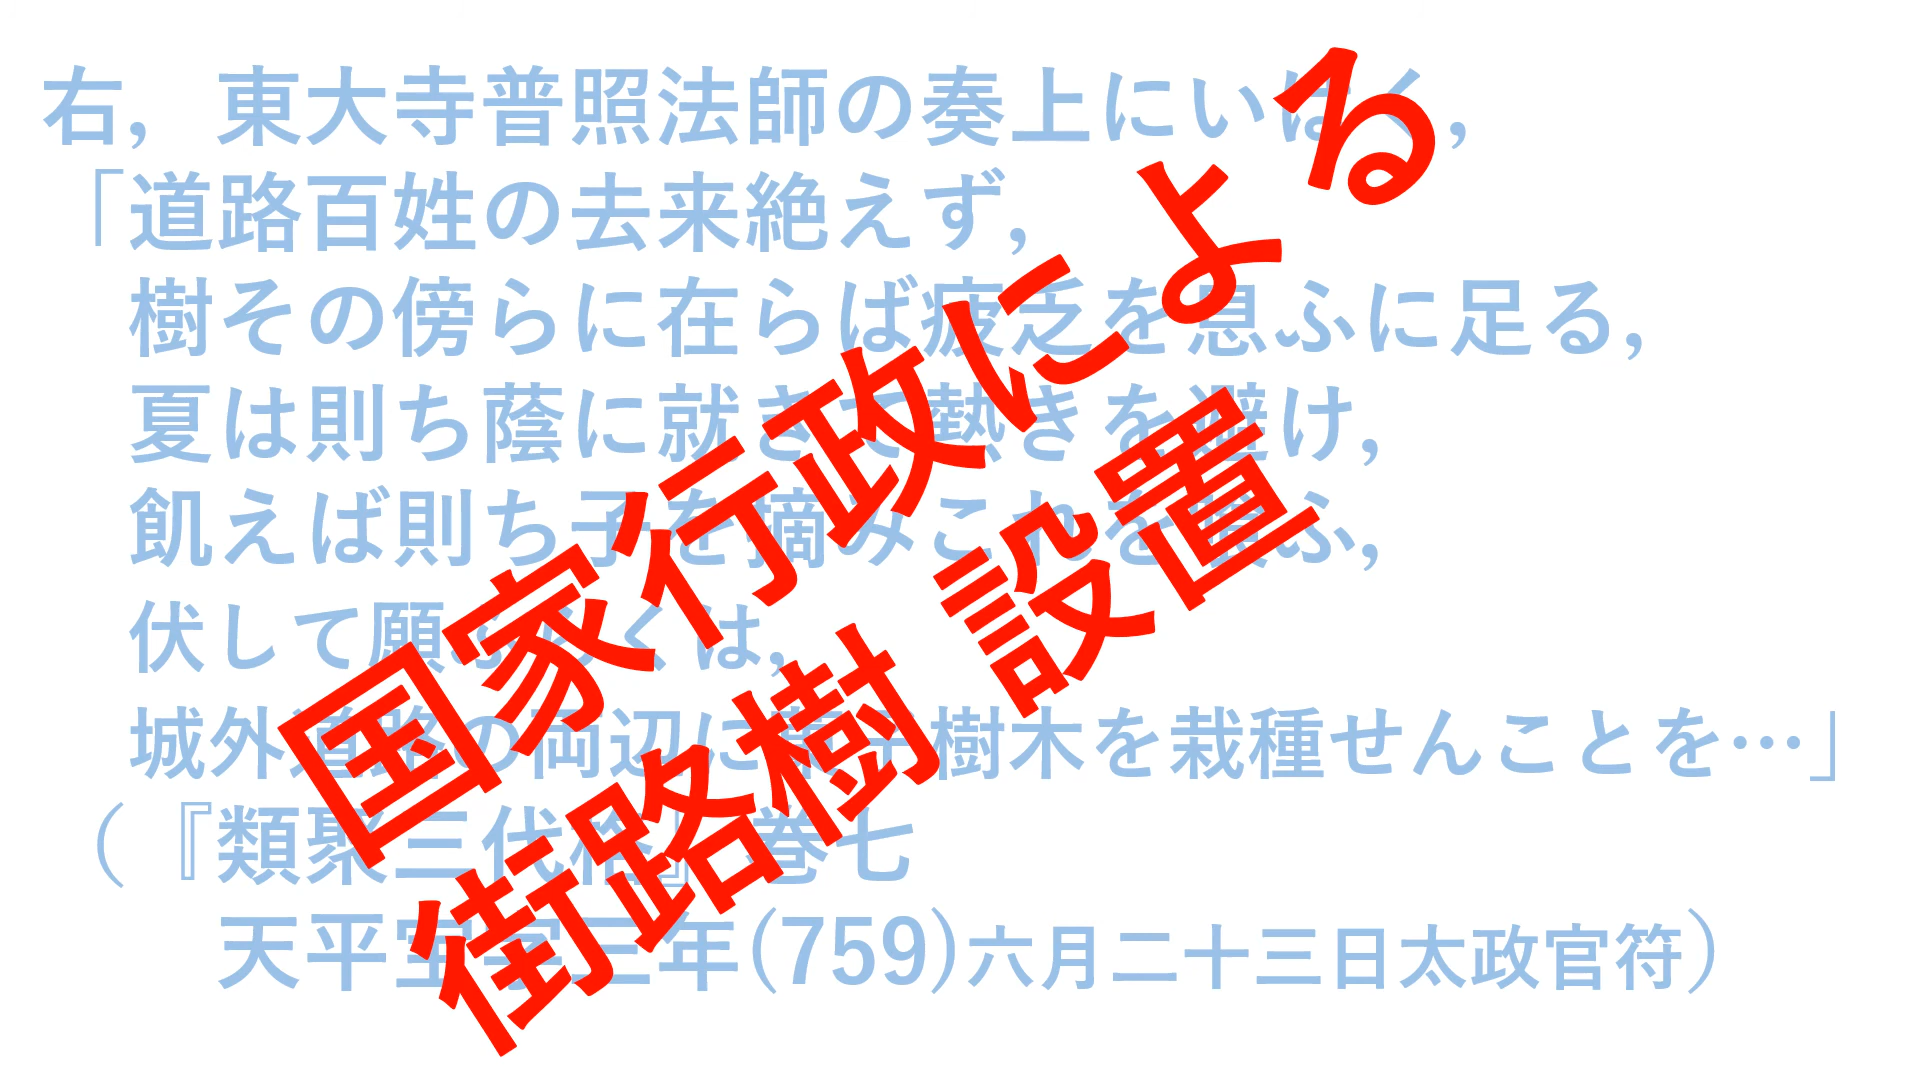 右，東大寺普照法師の奏上にいはく，
「道路百姓の去来絶えず，
樹その傍らに在らば疲乏を息ふに足る，
夏は則ち蔭に就きて熱きを避け，
飢えば則ち子を摘みこれを噉ふ，
伏して願ふらくは，
城外道路の両辺に菓子樹木を栽種せんことを…」
（『類聚三代格』巻七
天平宝字三年(759)六月二十三日太政官符）
国家行政による
街路樹 設置